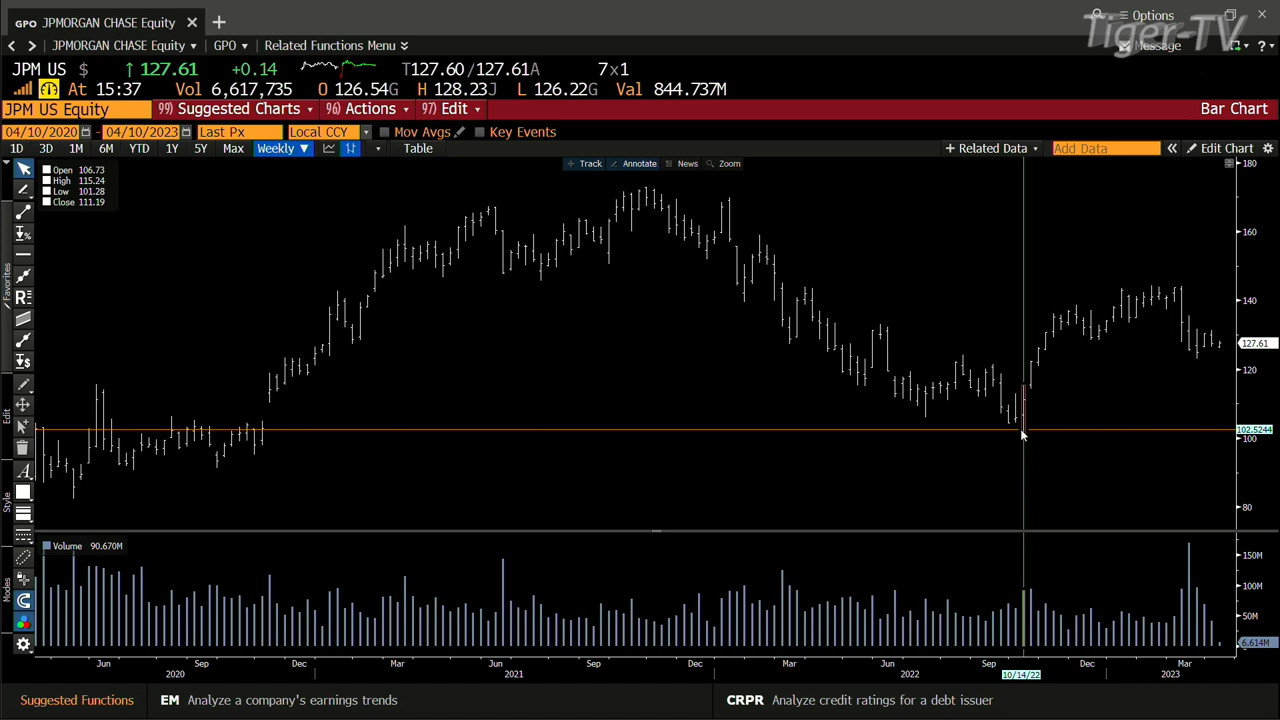 GPO JPMORGAN CHASE Equity
JPMORGAN CHASE Equity GPO Related Functions Menu
Options
Message
Tiger-TV
JPM US $ ↑ 127.61 +0.14 T127.60/127.61A 7x1
At 15:37 Vol 6,617,735 O 126.54G H 128.23J L 126.22G Val 844.737M
JPM US Equity 99) Suggested Charts 96) Actions 97) Edit Bar Chart
04/10/2020 - 04/10/2023 Last Px Local CCY Mov Avgs Key Events
1D 3D 1M 6M YTD 1Y 5Y Max Weekly Table + Related Data Add Data « Edit Chart
Track Annotate News Zoom
Open 106.73
High 115.24
Low 101.28
Close 111.19
180
160
140
127.61
120
102.5244
100
80
Favorites
Edit
Style
Modes
Volume 90.670M
150M
100M
50M
6.614M
Jun Sep Dec Mar Jun Sep Dec Mar Jun Sep Dec Mar
2020 2021 2022 10/14/22 2023
Suggested Functions EM Analyze a company's earnings trends CRPR Analyze credit ratings for a debt issuer